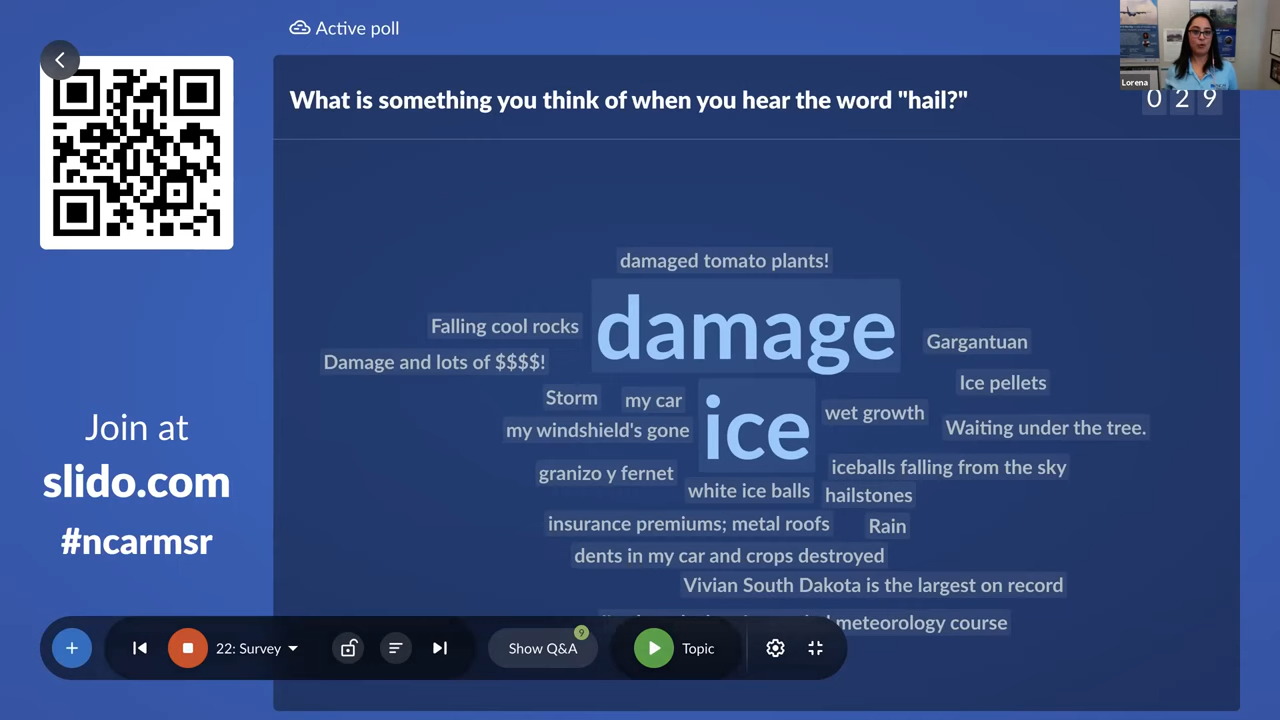 Active poll
What is something you think of when you hear the word "hail?"
Lorena
029
Join at
slido.com
#ncarmsr
damaged tomato plants!
damage
Falling cool rocks
Gargantuan
Damage and lots of $$$$!
Ice pellets
Storm
my car
ice
wet growth
my windshield's gone
Waiting under the tree.
granizo y fernet
iceballs falling from the sky
white ice balls
hailstones
insurance premiums; metal roofs
Rain
dents in my car and crops destroyed
Vivian South Dakota is the largest on record
meteorology course
22: Survey
Show Q&A
9
Topic